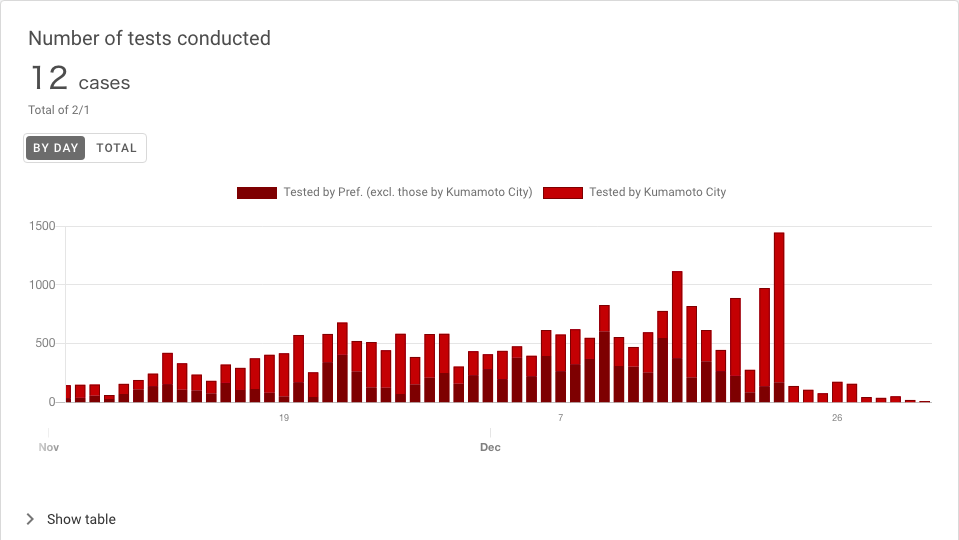 Number of tests conducted
12 cases
Total of 2/1
BY DAY TOTAL
Tested by Pref. (excl. those by Kumamoto City) Tested by Kumamoto City
1500
1000
500
0
19 7 26
Nov Dec
Show table